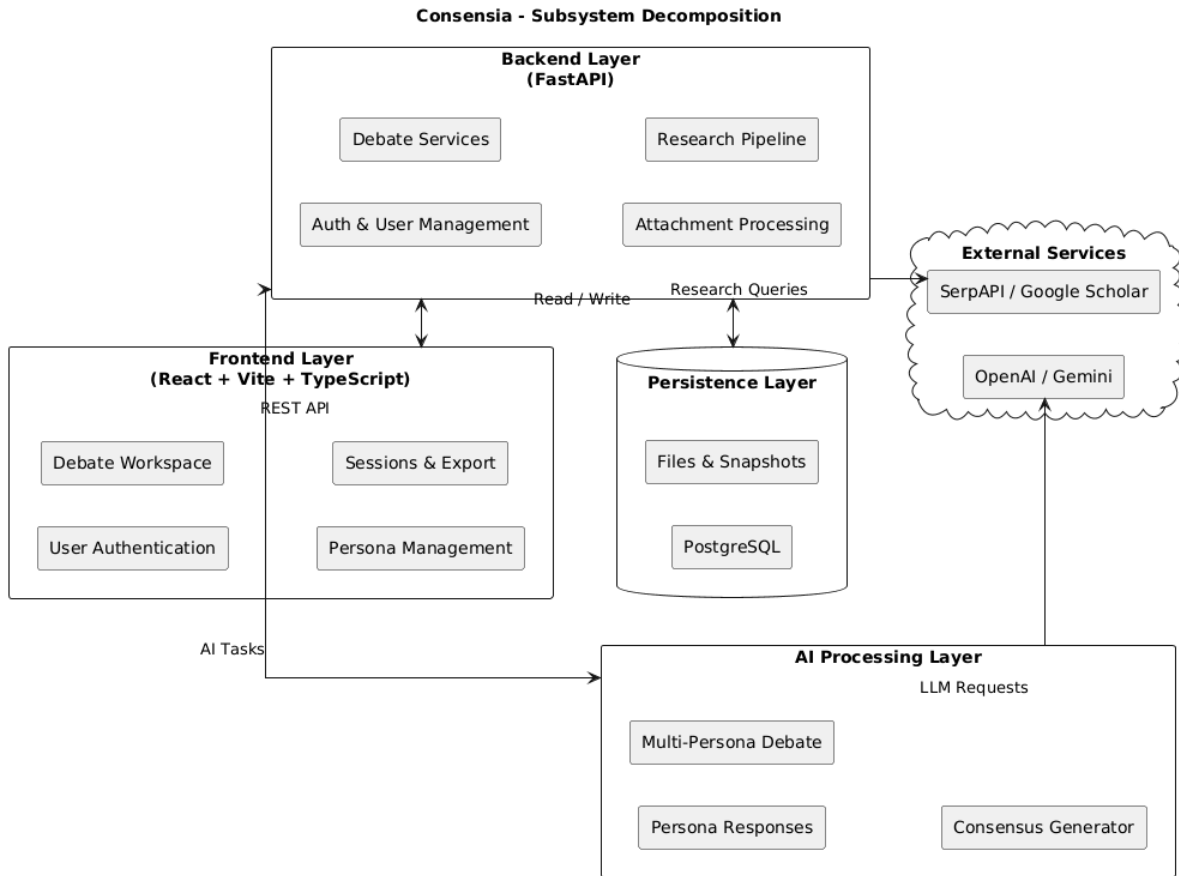 Consensia - Subsystem Decomposition
Backend Layer
(FastAPI)
Debate Services
Research Pipeline
Auth & User Management
Attachment Processing
External Services
SerpAPI / Google Scholar
OpenAI / Gemini
Read / Write
Research Queries
Frontend Layer
(React + Vite + TypeScript)
REST API
Debate Workspace
Sessions & Export
User Authentication
Persona Management
Persistence Layer
Files & Snapshots
PostgreSQL
AI Tasks
AI Processing Layer
LLM Requests
Multi-Persona Debate
Persona Responses
Consensus Generator